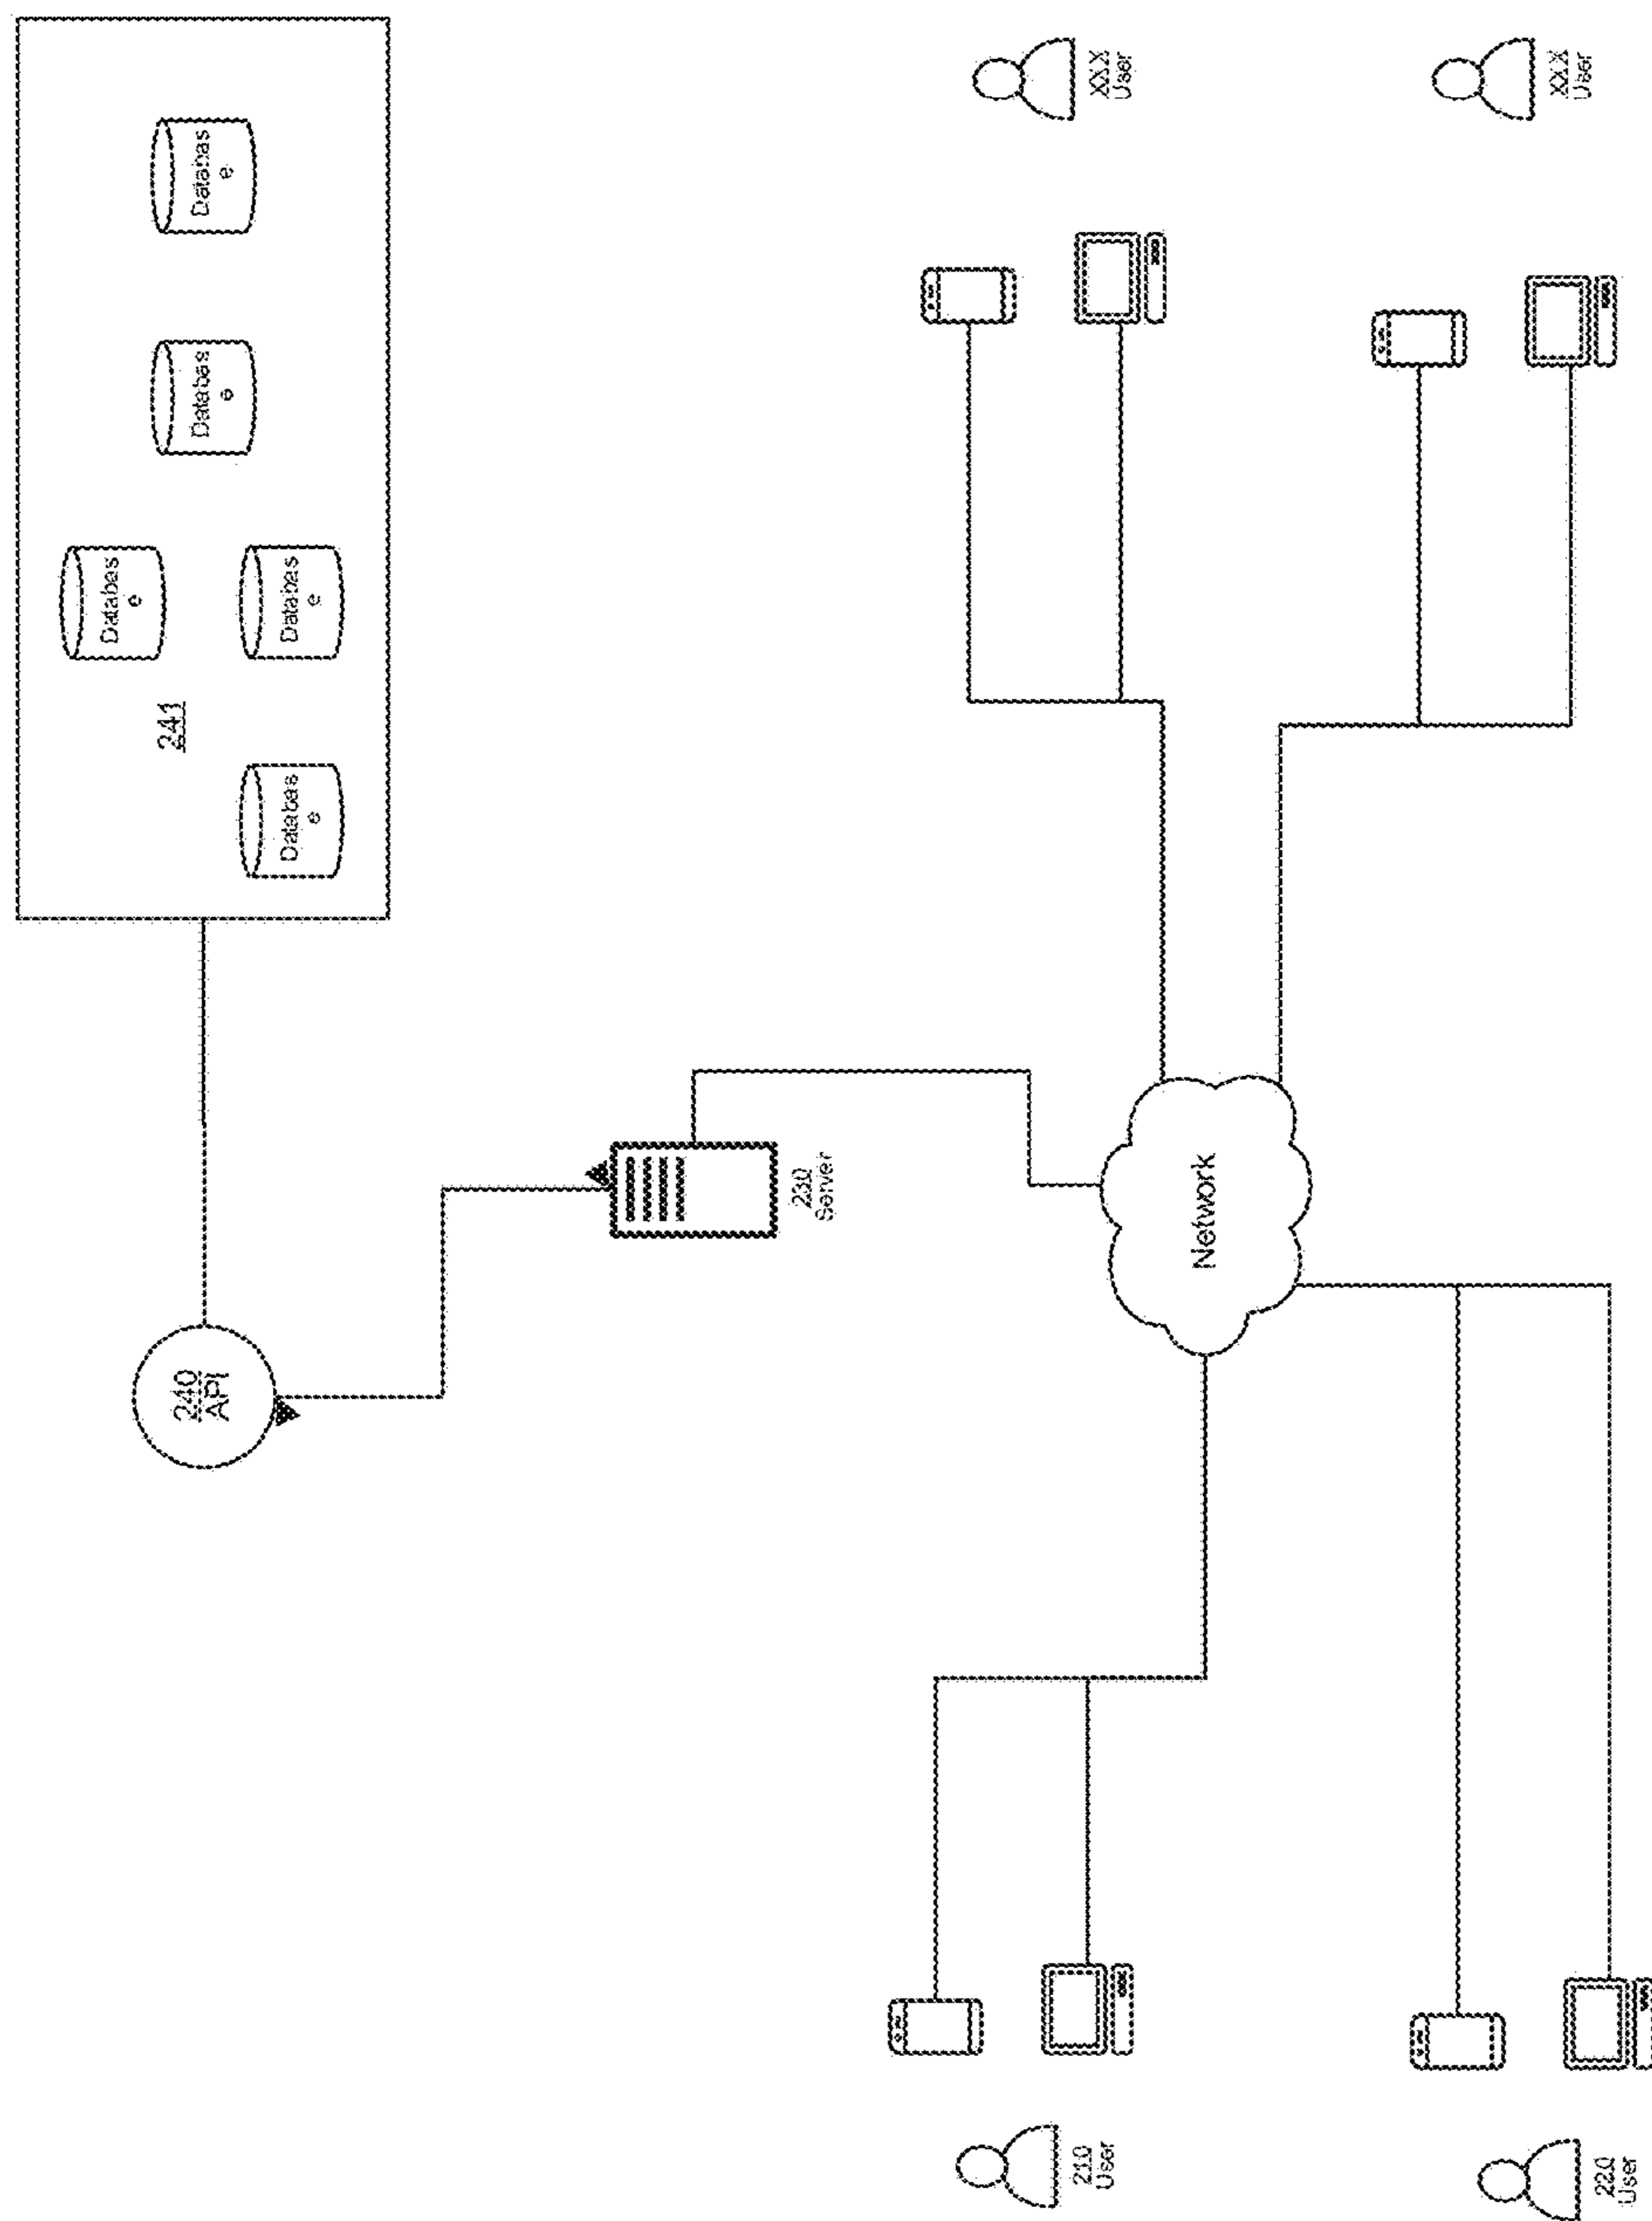 240
API
241
Databas
e
Databas
e
Databas
e
Databas
e
Databas
e
230
Server
Network
210
User
XXX
User
220
User
XXX
User